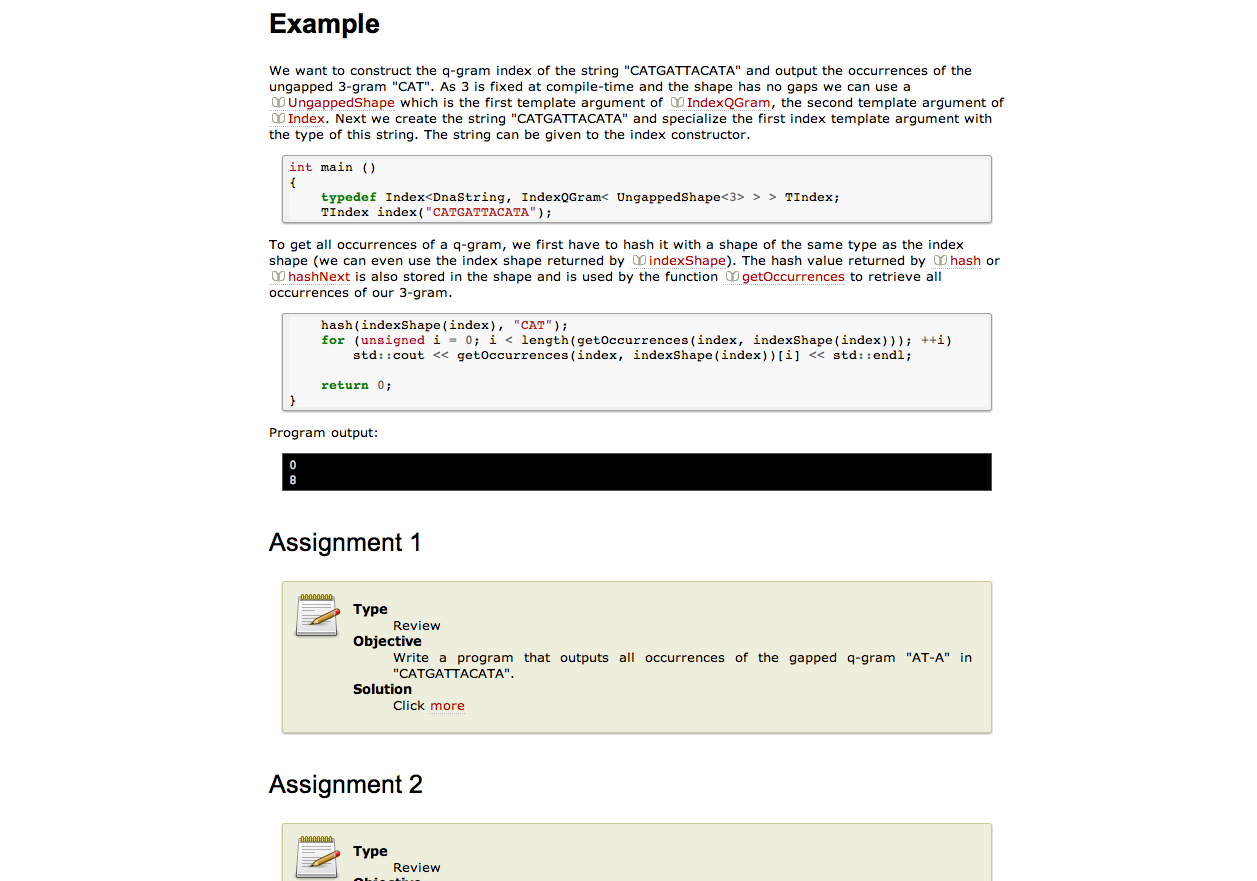 Example
We want to construct the q-gram index of the string "CATGATTACATA" and output the occurrences of the
ungapped 3-gram "CAT". As 3 is fixed at compile-time and the shape has no gaps we can use a
UngappedShape which is the first template argument of IndexQGram, the second template argument of
Index. Next we create the string "CATGATTACATA" and specialize the first index template argument with
the type of this string. The string can be given to the index constructor.
int main ()
{
    typedef Index<DnaString, IndexQGram< UngappedShape<3> > > TIndex;
    TIndex index("CATGATTACATA");
To get all occurrences of a q-gram, we first have to hash it with a shape of the same type as the index
shape (we can even use the index shape returned by indexShape). The hash value returned by hash or
hashNext is also stored in the shape and is used by the function getOccurrences to retrieve all
occurrences of our 3-gram.
    hash(indexShape(index), "CAT");
    for (unsigned i = 0; i < length(getOccurrences(index, indexShape(index))); ++i)
        std::cout << getOccurrences(index, indexShape(index))[i] << std::endl;
    return 0;
}
Program output:
0
8
Assignment 1
Type
Review
Objective
Write a program that outputs all occurrences of the gapped q-gram "AT-A" in
"CATGATTACATA".
Solution
Click more
Assignment 2
Type
Review